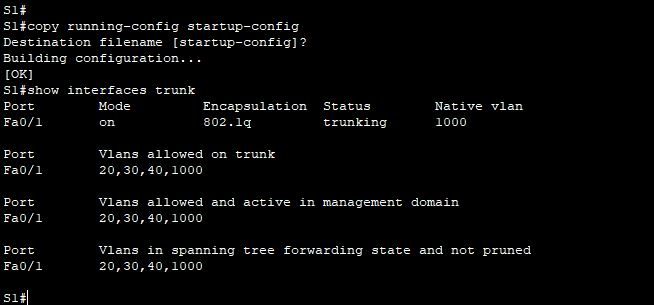 S1#
S1#copy running-config startup-config
Destination filename [startup-config]?
Building configuration...
[OK]
S1#show interfaces trunk
Port        Mode         Encapsulation  Status        Native vlan
Fa0/1       on           802.1q         trunking      1000

Port        Vlans allowed on trunk
Fa0/1       20,30,40,1000

Port        Vlans allowed and active in management domain
Fa0/1       20,30,40,1000

Port        Vlans in spanning tree forwarding state and not pruned
Fa0/1       20,30,40,1000

S1#